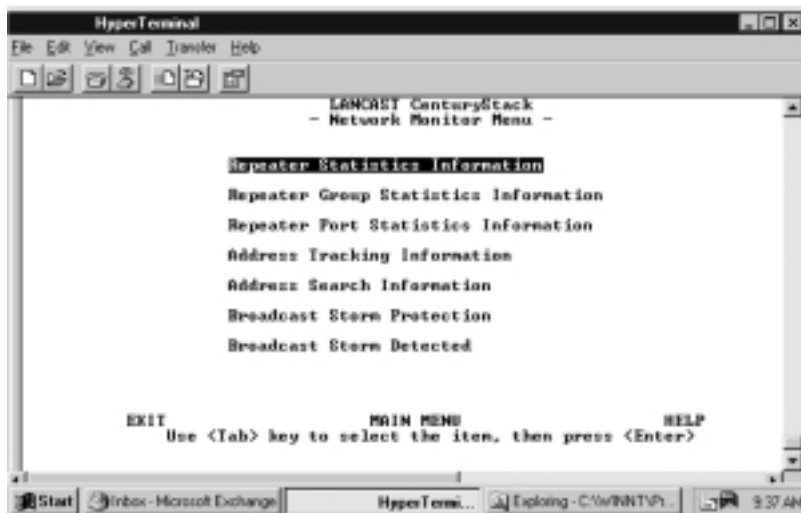 HyperTerminal
File Edit View Call Transfer Help
LANCAST CenturyStack
- Network Monitor Menu -
Repeater Statistics Information
Repeater Group Statistics Information
Repeater Port Statistics Information
Address Tracking Information
Address Search Information
Broadcast Storm Protection
Broadcast Storm Detected
EXIT MAIN MENU HELP
Use <Tab> key to select the item, then press <Enter>
Start Inbox - Microsoft Exchange HyperTermi... Exploring - C:\WINNT\Pr... 9:37 AM